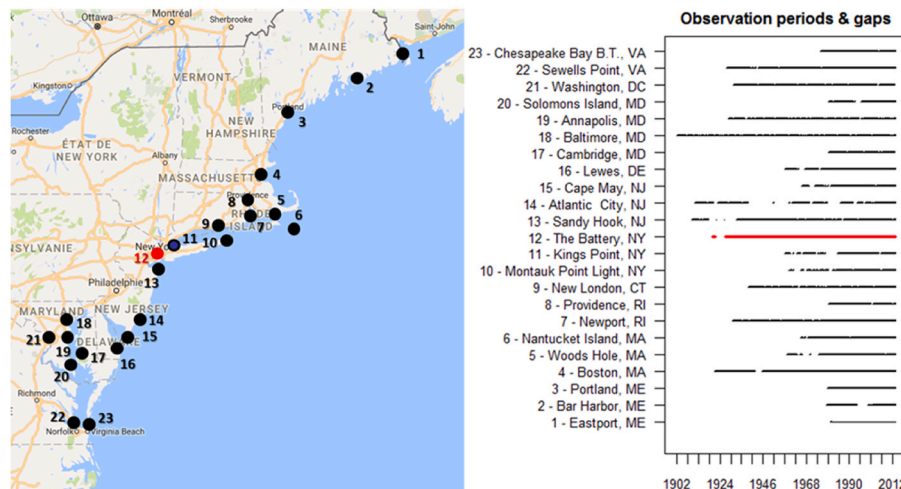 Ottawa
Montréal
Sherbrooke
Saint John
MAINE
1
2
Kingston
VERMONT
Portland
3
Rochester
NEW
HAMPSHIRE
ÉTAT DE
NEW YORK
Albany
MASSACHUSETT
4
Providence
8
5
6
RHODE
ISLAND
7
9
10
11
New York
12
NSYLVANIE
13
Philadelphie
MARYLAND
NEW JERSEY
18
14
21
DELAWARE
15
19
17
16
20
Richmond
22
23
Norfolk
Virginia Beach
Observation periods & gaps
23 - Chesapeake Bay B.T., VA
22 - Sewells Point, VA
21 - Washington, DC
20 - Solomons Island, MD
19 - Annapolis, MD
18 - Baltimore, MD
17 - Cambridge, MD
16 - Lewes, DE
15 - Cape May, NJ
14 - Atlantic City, NJ
13 - Sandy Hook, NJ
12 - The Battery, NY
11 - Kings Point, NY
10 - Montauk Point Light, NY
9 - New London, CT
8 - Providence, RI
7 - Newport, RI
6 - Nantucket Island, MA
5 - Woods Hole, MA
4 - Boston, MA
3 - Portland, ME
2 - Bar Harbor, ME
1 - Eastport, ME
1902 1924 1946 1968 1990 2012